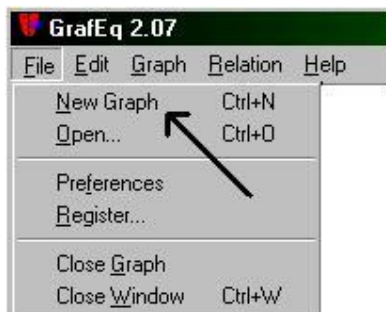 GrafEq 2.07
File Edit Graph Relation Help
New Graph Ctrl+N
Open... Ctrl+O
Preferences
Register...
Close Graph
Close Window Ctrl+W